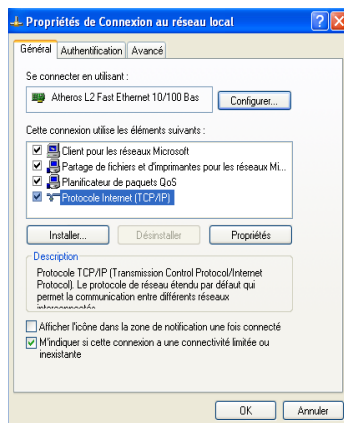 Propriétés de Connexion au réseau local
Général Authentification Avancé
Se connecter en utilisant :
Atheros L2 Fast Ethernet 10/100 Bas
Configurer...
Cette connexion utilise les éléments suivants :
Client pour les réseaux Microsoft
Partage de fichiers et d'imprimantes pour les réseaux Mi...
Planificateur de paquets QoS
Protocole Internet (TCP/IP)
Installer... Désinstaller Propriétés
Description
Protocole TCP/IP (Transmission Control Protocol/Internet
Protocol). Le protocole de réseau étendu par défaut qui
permet la communication entre différents réseaux
interconnectés
Afficher l'icône dans la zone de notification une fois connecté
M'indiquer si cette connexion a une connectivité limitée ou
inexistante
OK Annuler